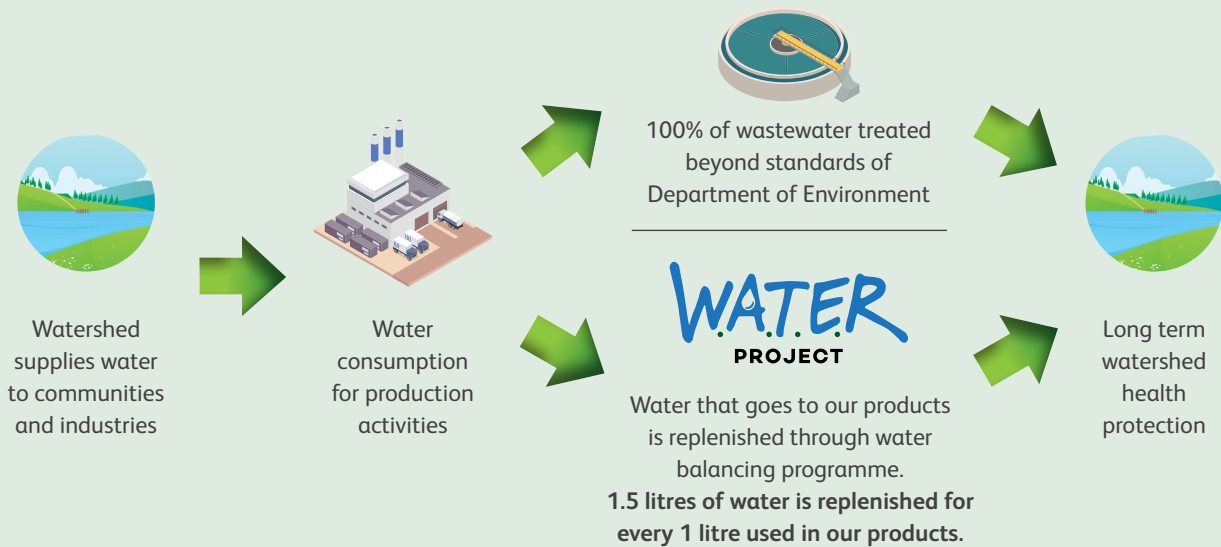 Watershed
supplies water
to communities
and industries
Water
consumption
for production
activities
100% of wastewater treated
beyond standards of
Department of Environment
W.A.T.E.R
PROJECT
Water that goes to our products
is replenished through water
balancing programme.
1.5 litres of water is replenished for
every 1 litre used in our products.
Long term
watershed
health
protection